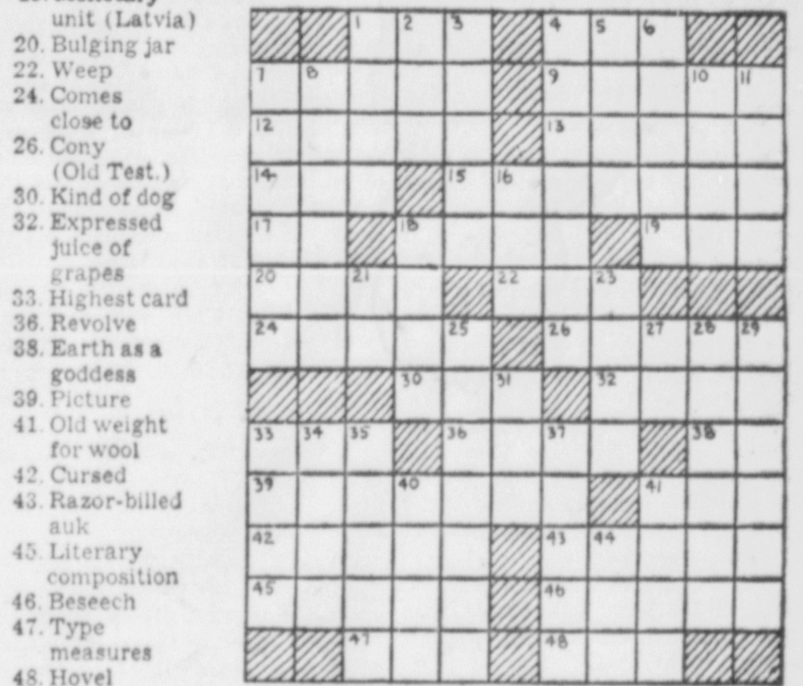 unit (Latvia)
20. Bulging jar
22. Weep
24. Comes
close to
26. Cony
(Old Test.)
30. Kind of dog
32. Expressed
juice of
grapes
33. Highest card
36. Revolve
38. Earth as a
goddess
39. Picture
41. Old weight
for wool
42. Cursed
43. Razor-billed
auk
45. Literary
composition
46. Beseech
47. Type
measures
48. Hovel
1 2 3 4 5 6
7 8 9 10 11
12 13
14 15 16
17 18 19
20 21 22 23
24 25 26 27 28 29
30 31 32
33 34 35 36 37 38
39 40 41
42 43 44
45 46
47 48